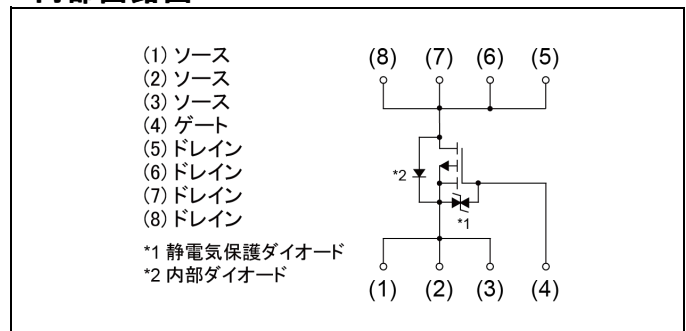 (1) ソース
(2) ソース
(3) ソース
(4) ゲート
(5) ドレイン
(6) ドレイン
(7) ドレイン
(8) ドレイン
*1 静電気保護ダイオード
*2 内部ダイオード
(8) (7) (6) (5)
*2
*1
(1) (2) (3) (4)